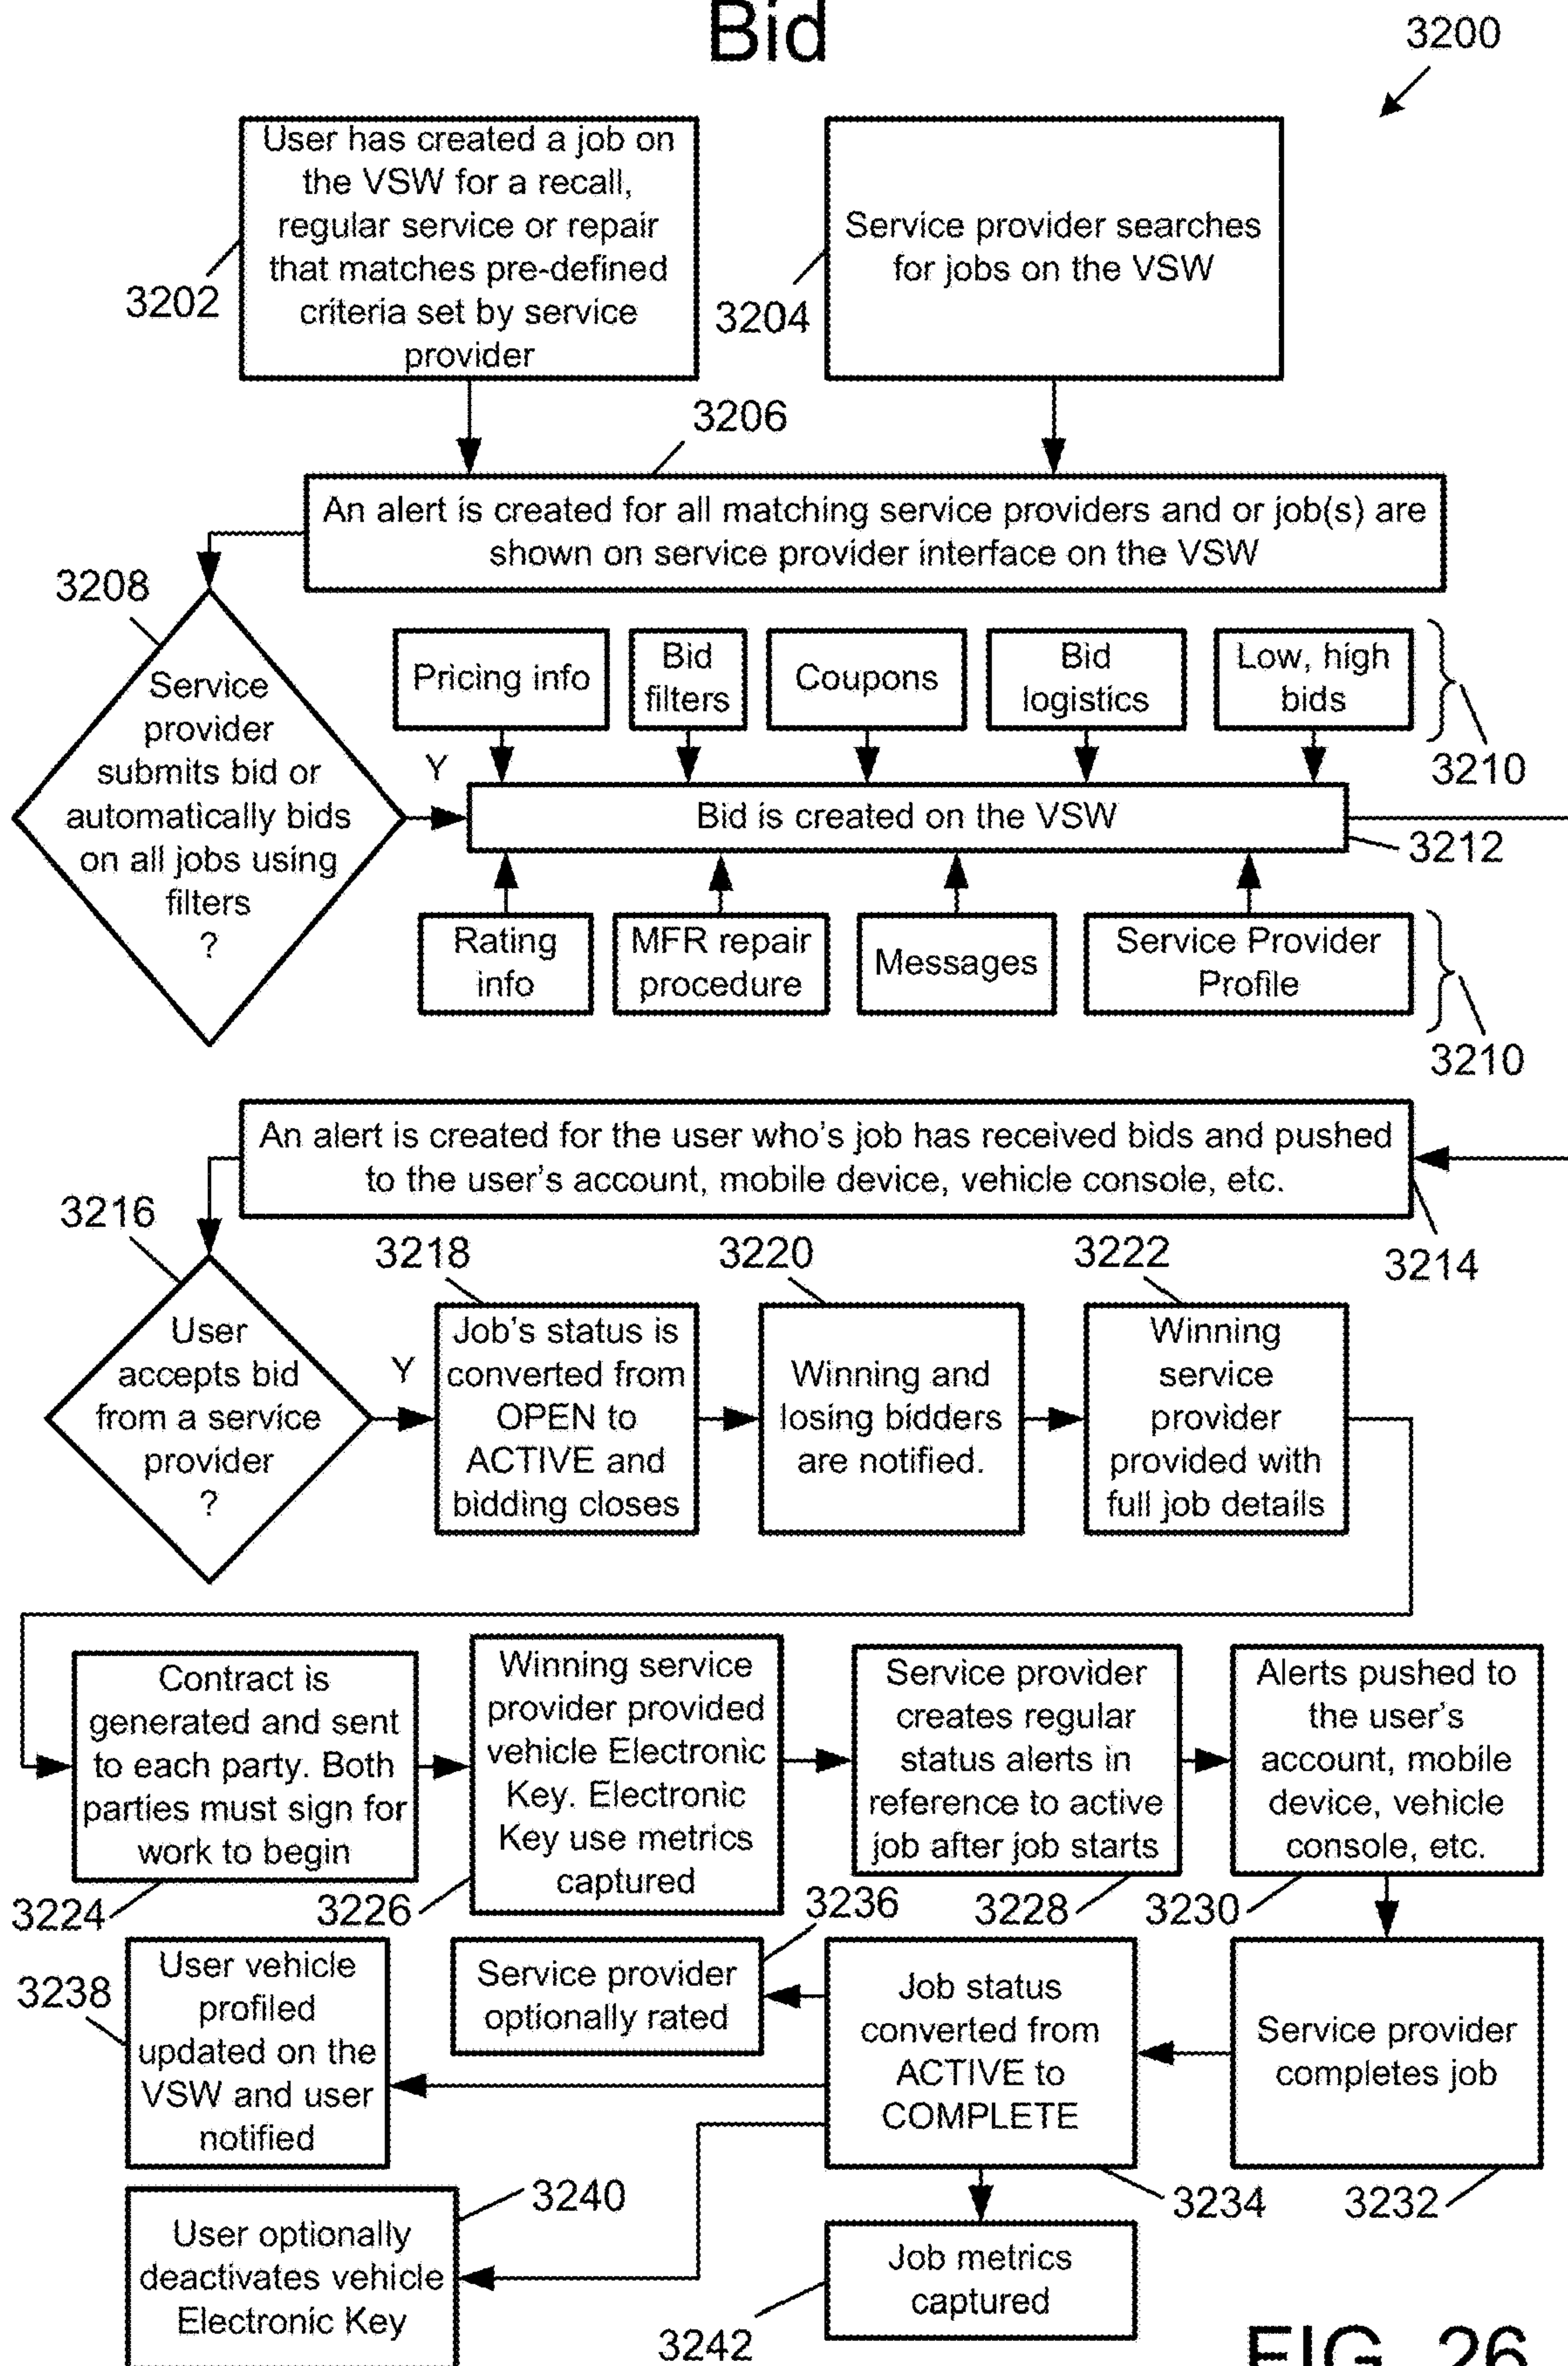 Bid
3200
User has created a job on
the VSW for a recall,
regular service or repair
that matches pre-defined
criteria set by service
provider
3202
Service provider searches
for jobs on the VSW
3204
3206
An alert is created for all matching service providers and or job(s) are
shown on service provider interface on the VSW
3208
Service
provider
submits bid or
automatically bids
on all jobs using
filters
?
Y
Pricing info
Bid
filters
Coupons
Bid
logistics
Low, high
bids
3210
Bid is created on the VSW
3212
Rating
info
MFR repair
procedure
Messages
Service Provider
Profile
3210
An alert is created for the user who's job has received bids and pushed
to the user's account, mobile device, vehicle console, etc.
3214
3216
User
accepts bid
from a service
provider
?
Y
3218
Job's status is
converted from
OPEN to
ACTIVE and
bidding closes
3220
Winning and
losing bidders
are notified.
3222
Winning
service
provider
provided with
full job details
Contract is
generated and sent
to each party. Both
parties must sign for
work to begin
3224
Winning service
provider provided
vehicle Electronic
Key. Electronic
Key use metrics
captured
3226
Service provider
creates regular
status alerts in
reference to active
job after job starts
3228
Alerts pushed to
the user's
account, mobile
device, vehicle
console, etc.
3230
Service provider
completes job
3232
Job status
converted from
ACTIVE to
COMPLETE
3234
3236
Service provider
optionally rated
3238
User vehicle
profiled
updated on the
VSW and user
notified
3240
User optionally
deactivates vehicle
Electronic Key
Job metrics
captured
3242
FIG. 26